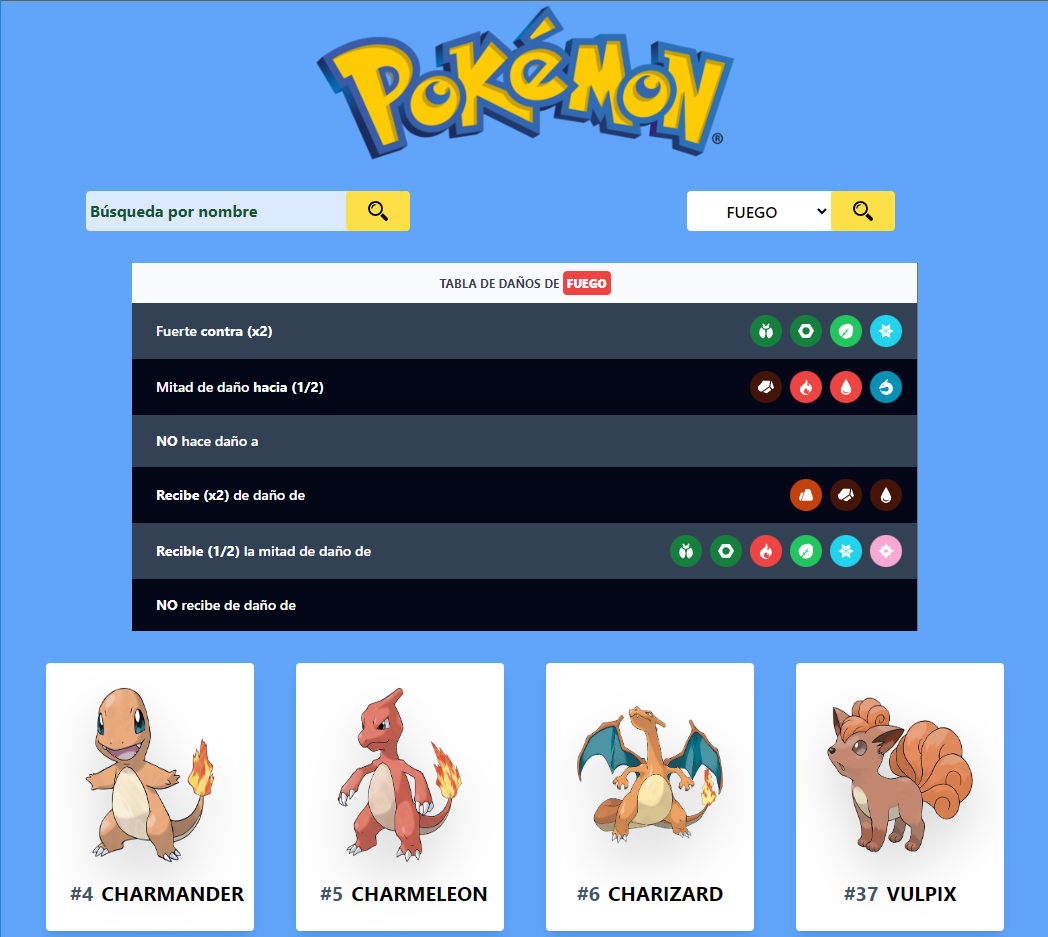 POKéMON®
Búsqueda por nombre
FUEGO
TABLA DE DAÑOS DE FUEGO
Fuerte contra (x2)
Mitad de daño hacia (1/2)
NO hace daño a
Recibe (x2) de daño de
Recible (1/2) la mitad de daño de
NO recibe de daño de
#4 CHARMANDER
#5 CHARMELEON
#6 CHARIZARD
#37 VULPIX